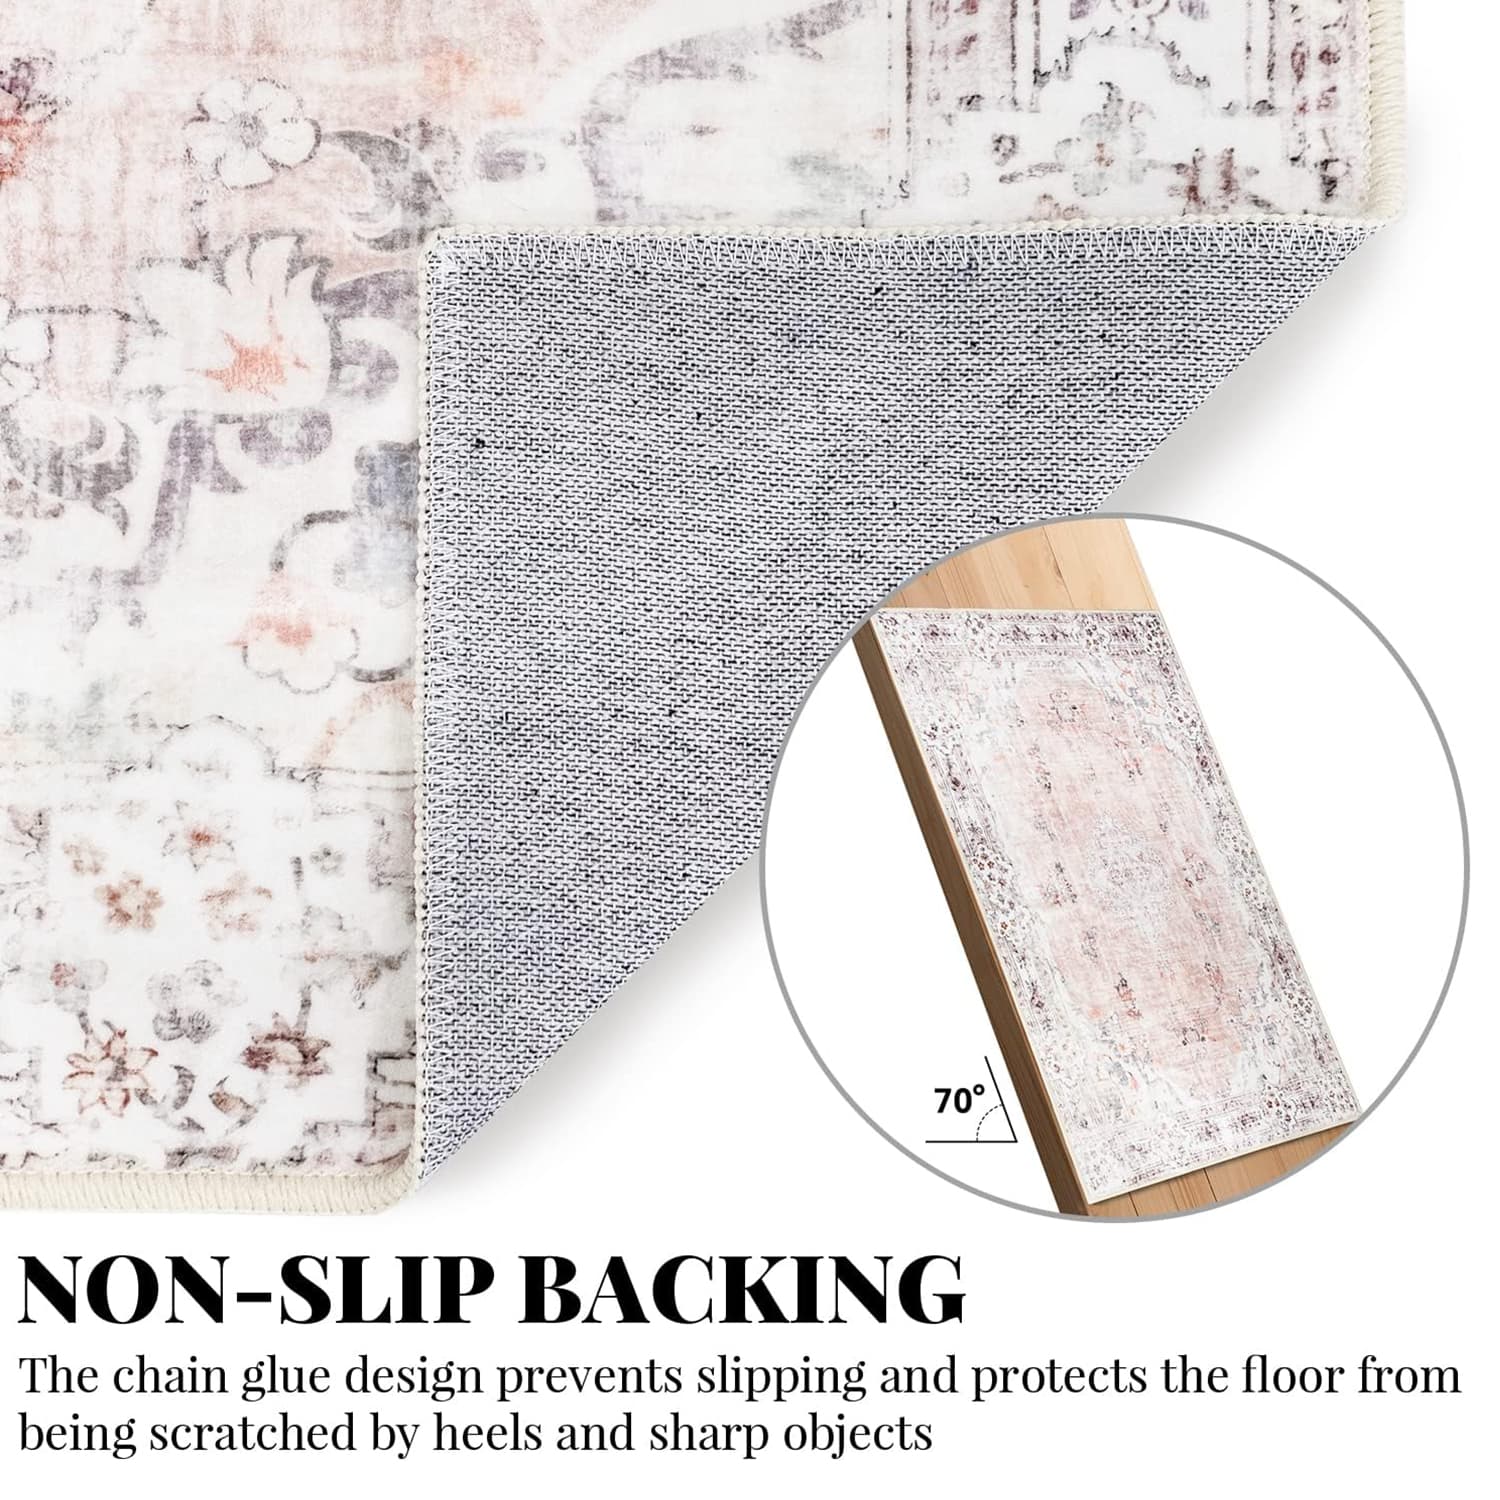 70°
NON-SLIP BACKING
The chain glue design prevents slipping and protects the floor from
being scratched by heels and sharp objects